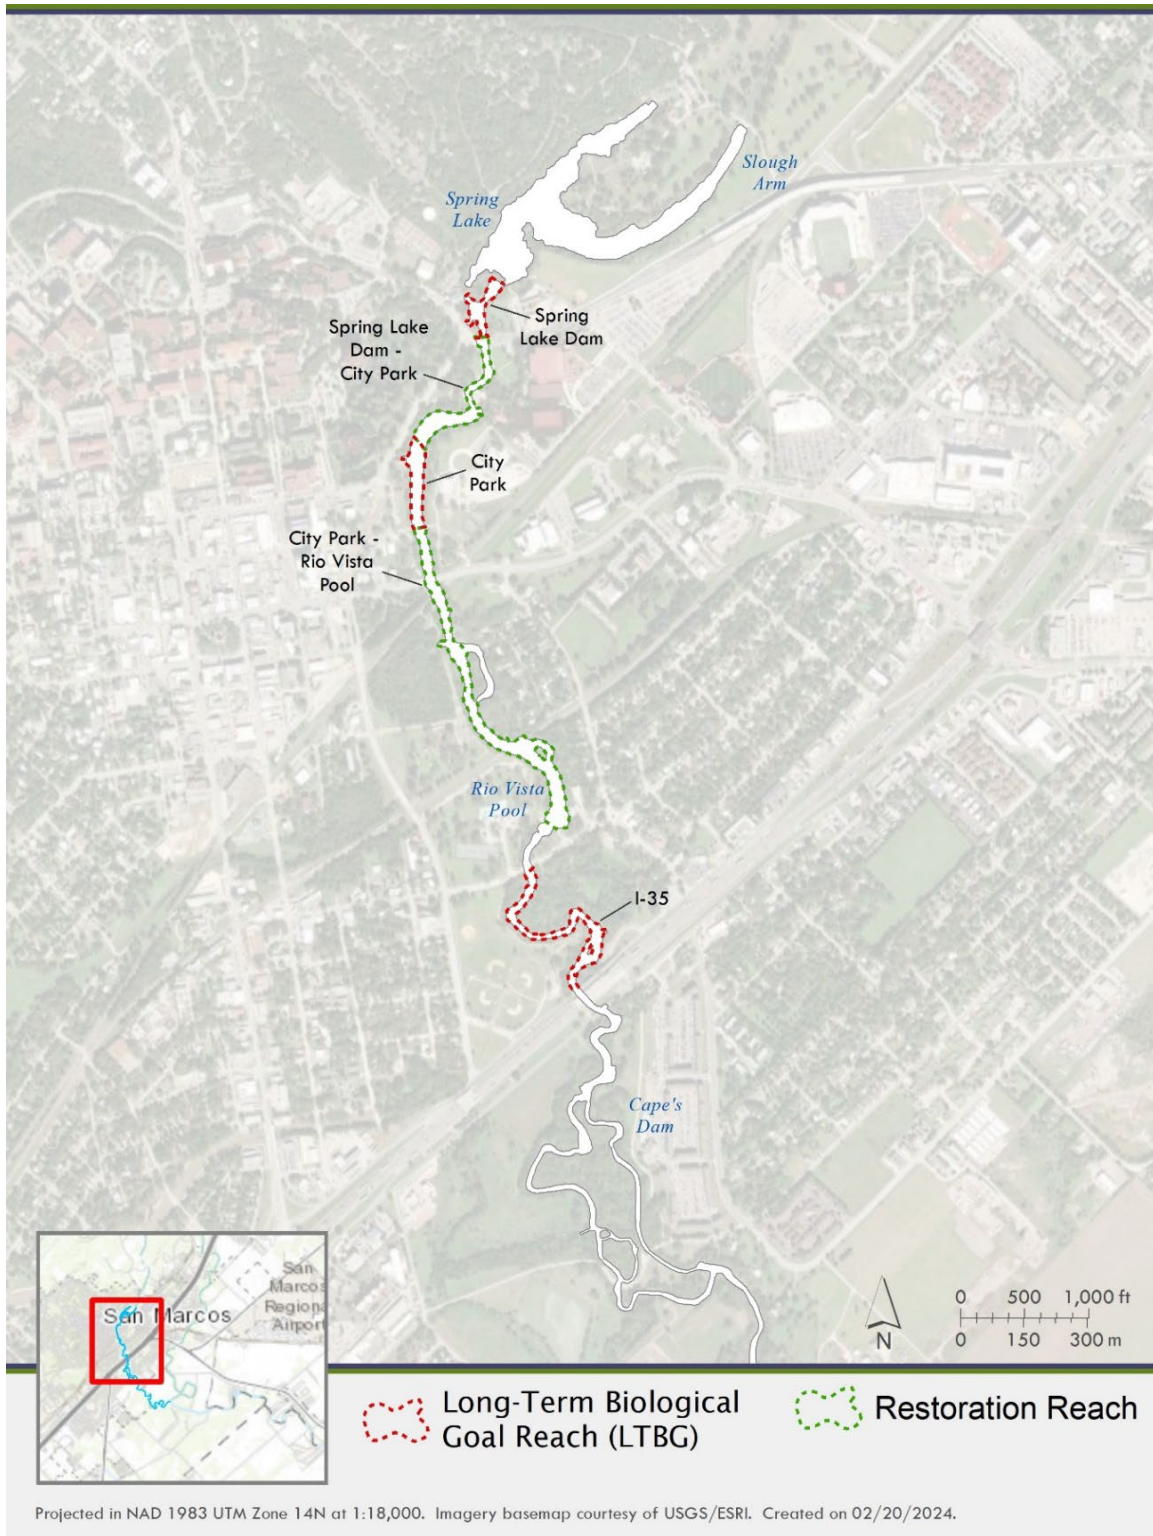 Slough
Arm
Spring
Lake
Spring
Lake Dam
Spring Lake
Dam -
City Park
City
Park
City Park -
Rio Vista
Pool
Rio Vista
Pool
I-35
Cape's
Dam
San Marcos
San
Marcos
Regional
Airport
N
0 500 1,000 ft
0 150 300 m
Long-Term Biological
Goal Reach (LTBG)
Restoration Reach
Projected in NAD 1983 UTM Zone 14N at 1:18,000. Imagery basemap courtesy of USGS/ESRI. Created on 02/20/2024.